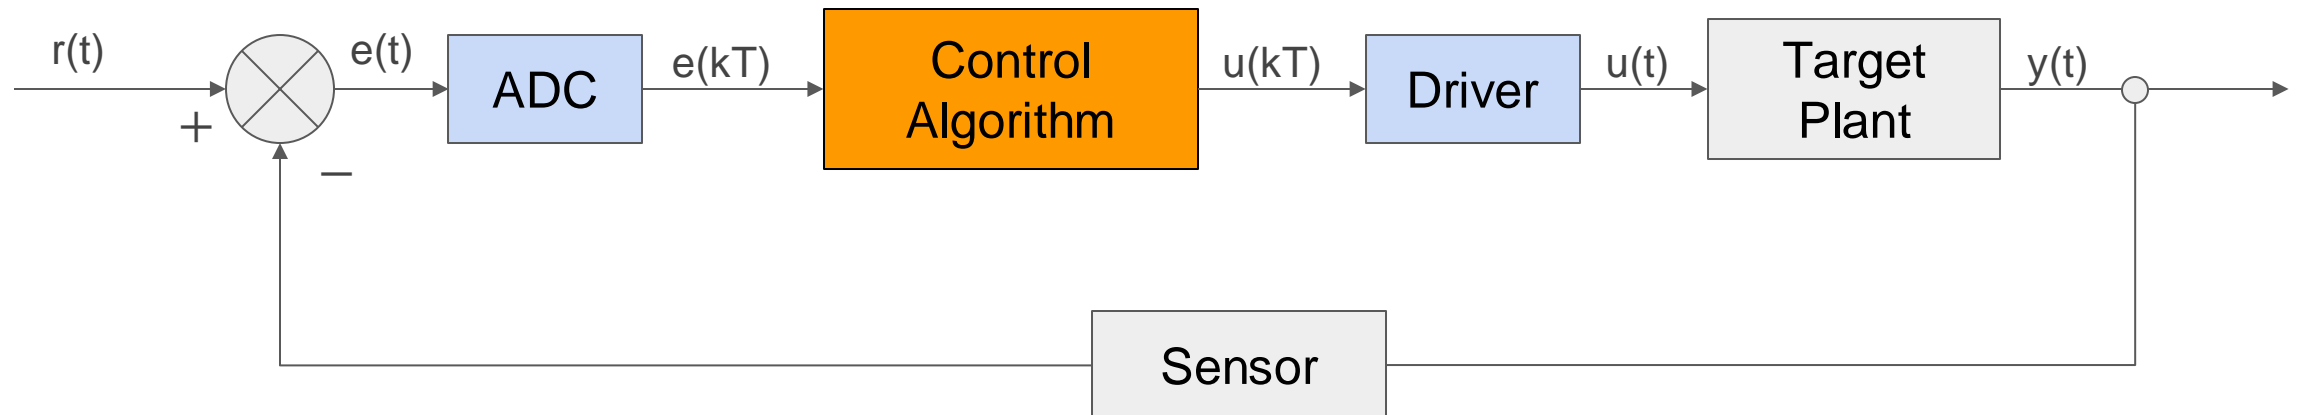 r(t)
+
−
e(t)
ADC
e(kT)
Control
Algorithm
u(kT)
Driver
u(t)
Target
Plant
y(t)
Sensor